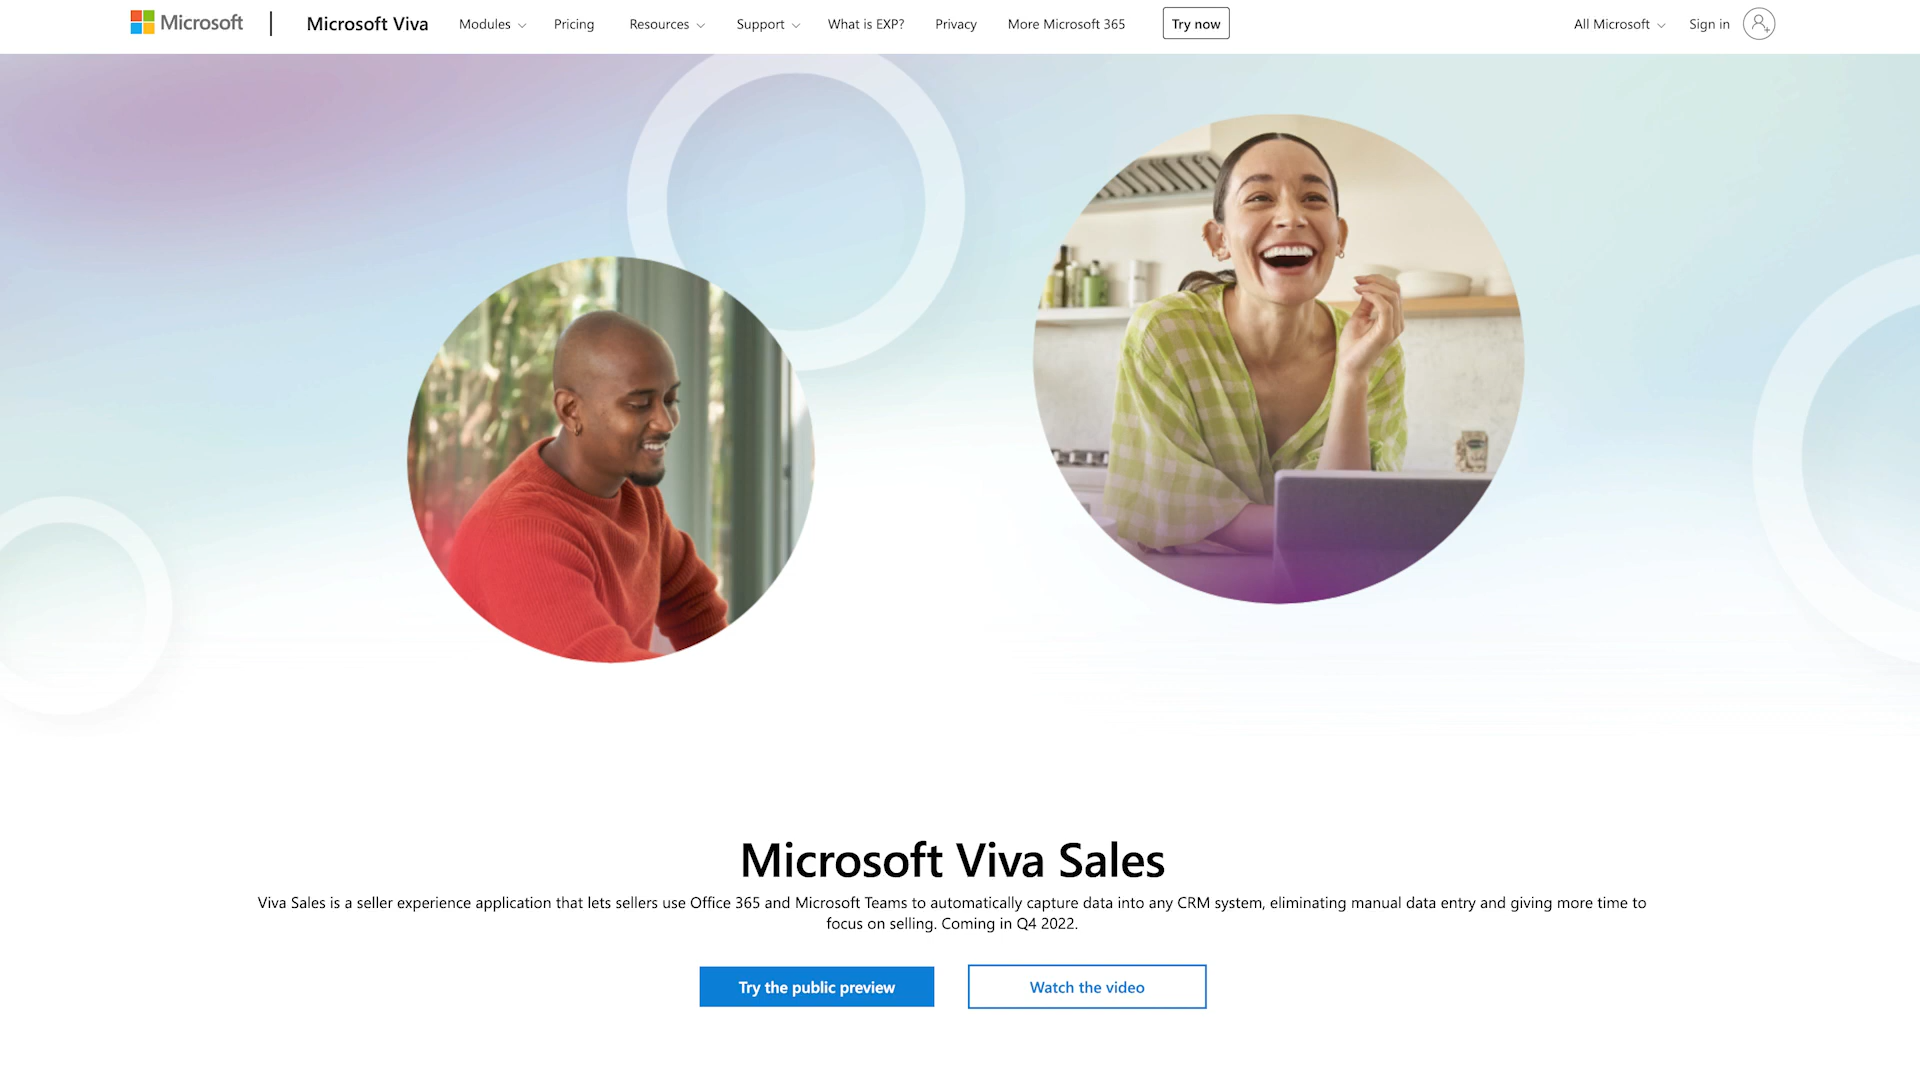 Microsoft
Microsoft Viva
Modules
Pricing
Resources
Support
What is EXP?
Privacy
More Microsoft 365
Try now
All Microsoft
Sign in
Microsoft Viva Sales
Viva Sales is a seller experience application that lets sellers use Office 365 and Microsoft Teams to automatically capture data into any CRM system, eliminating manual data entry and giving more time to
focus on selling. Coming in Q4 2022.
Try the public preview
Watch the video